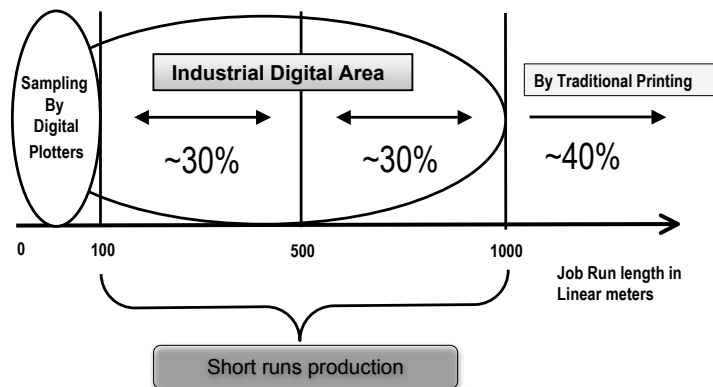 Sampling
By
Digital
Plotters
Industrial Digital Area
By Traditional Printing
~30%
~30%
~40%
0
100
500
1000
Job Run length in
Linear meters
Short runs production